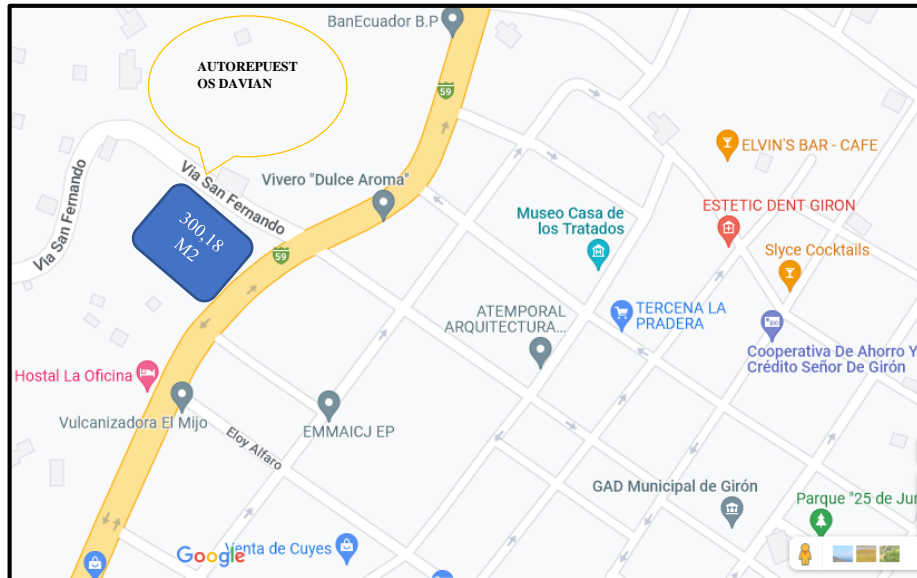 BanEcuador B.P
AUTOREPUEST
OS DAVIAN
59
ELVIN'S BAR - CAFE
Via San Fernando
Vivero "Dulce Aroma"
ESTETIC DENT GIRON
Museo Casa de
los Tratados
Via San Fernando
300,18
M2
59
Slyce Cocktails
ATEMPORAL
ARQUITECTURA...
TERCENA LA
PRADERA
Cooperativa De Ahorro Y
Crédito Señor De Girón
Hostal La Oficina
Vulcanizadora El Mijo
EMMAICJ EP
Eloy Alfaro
GAD Municipal de Girón
Parque "25 de Jun
Google
Venta de Cuyes